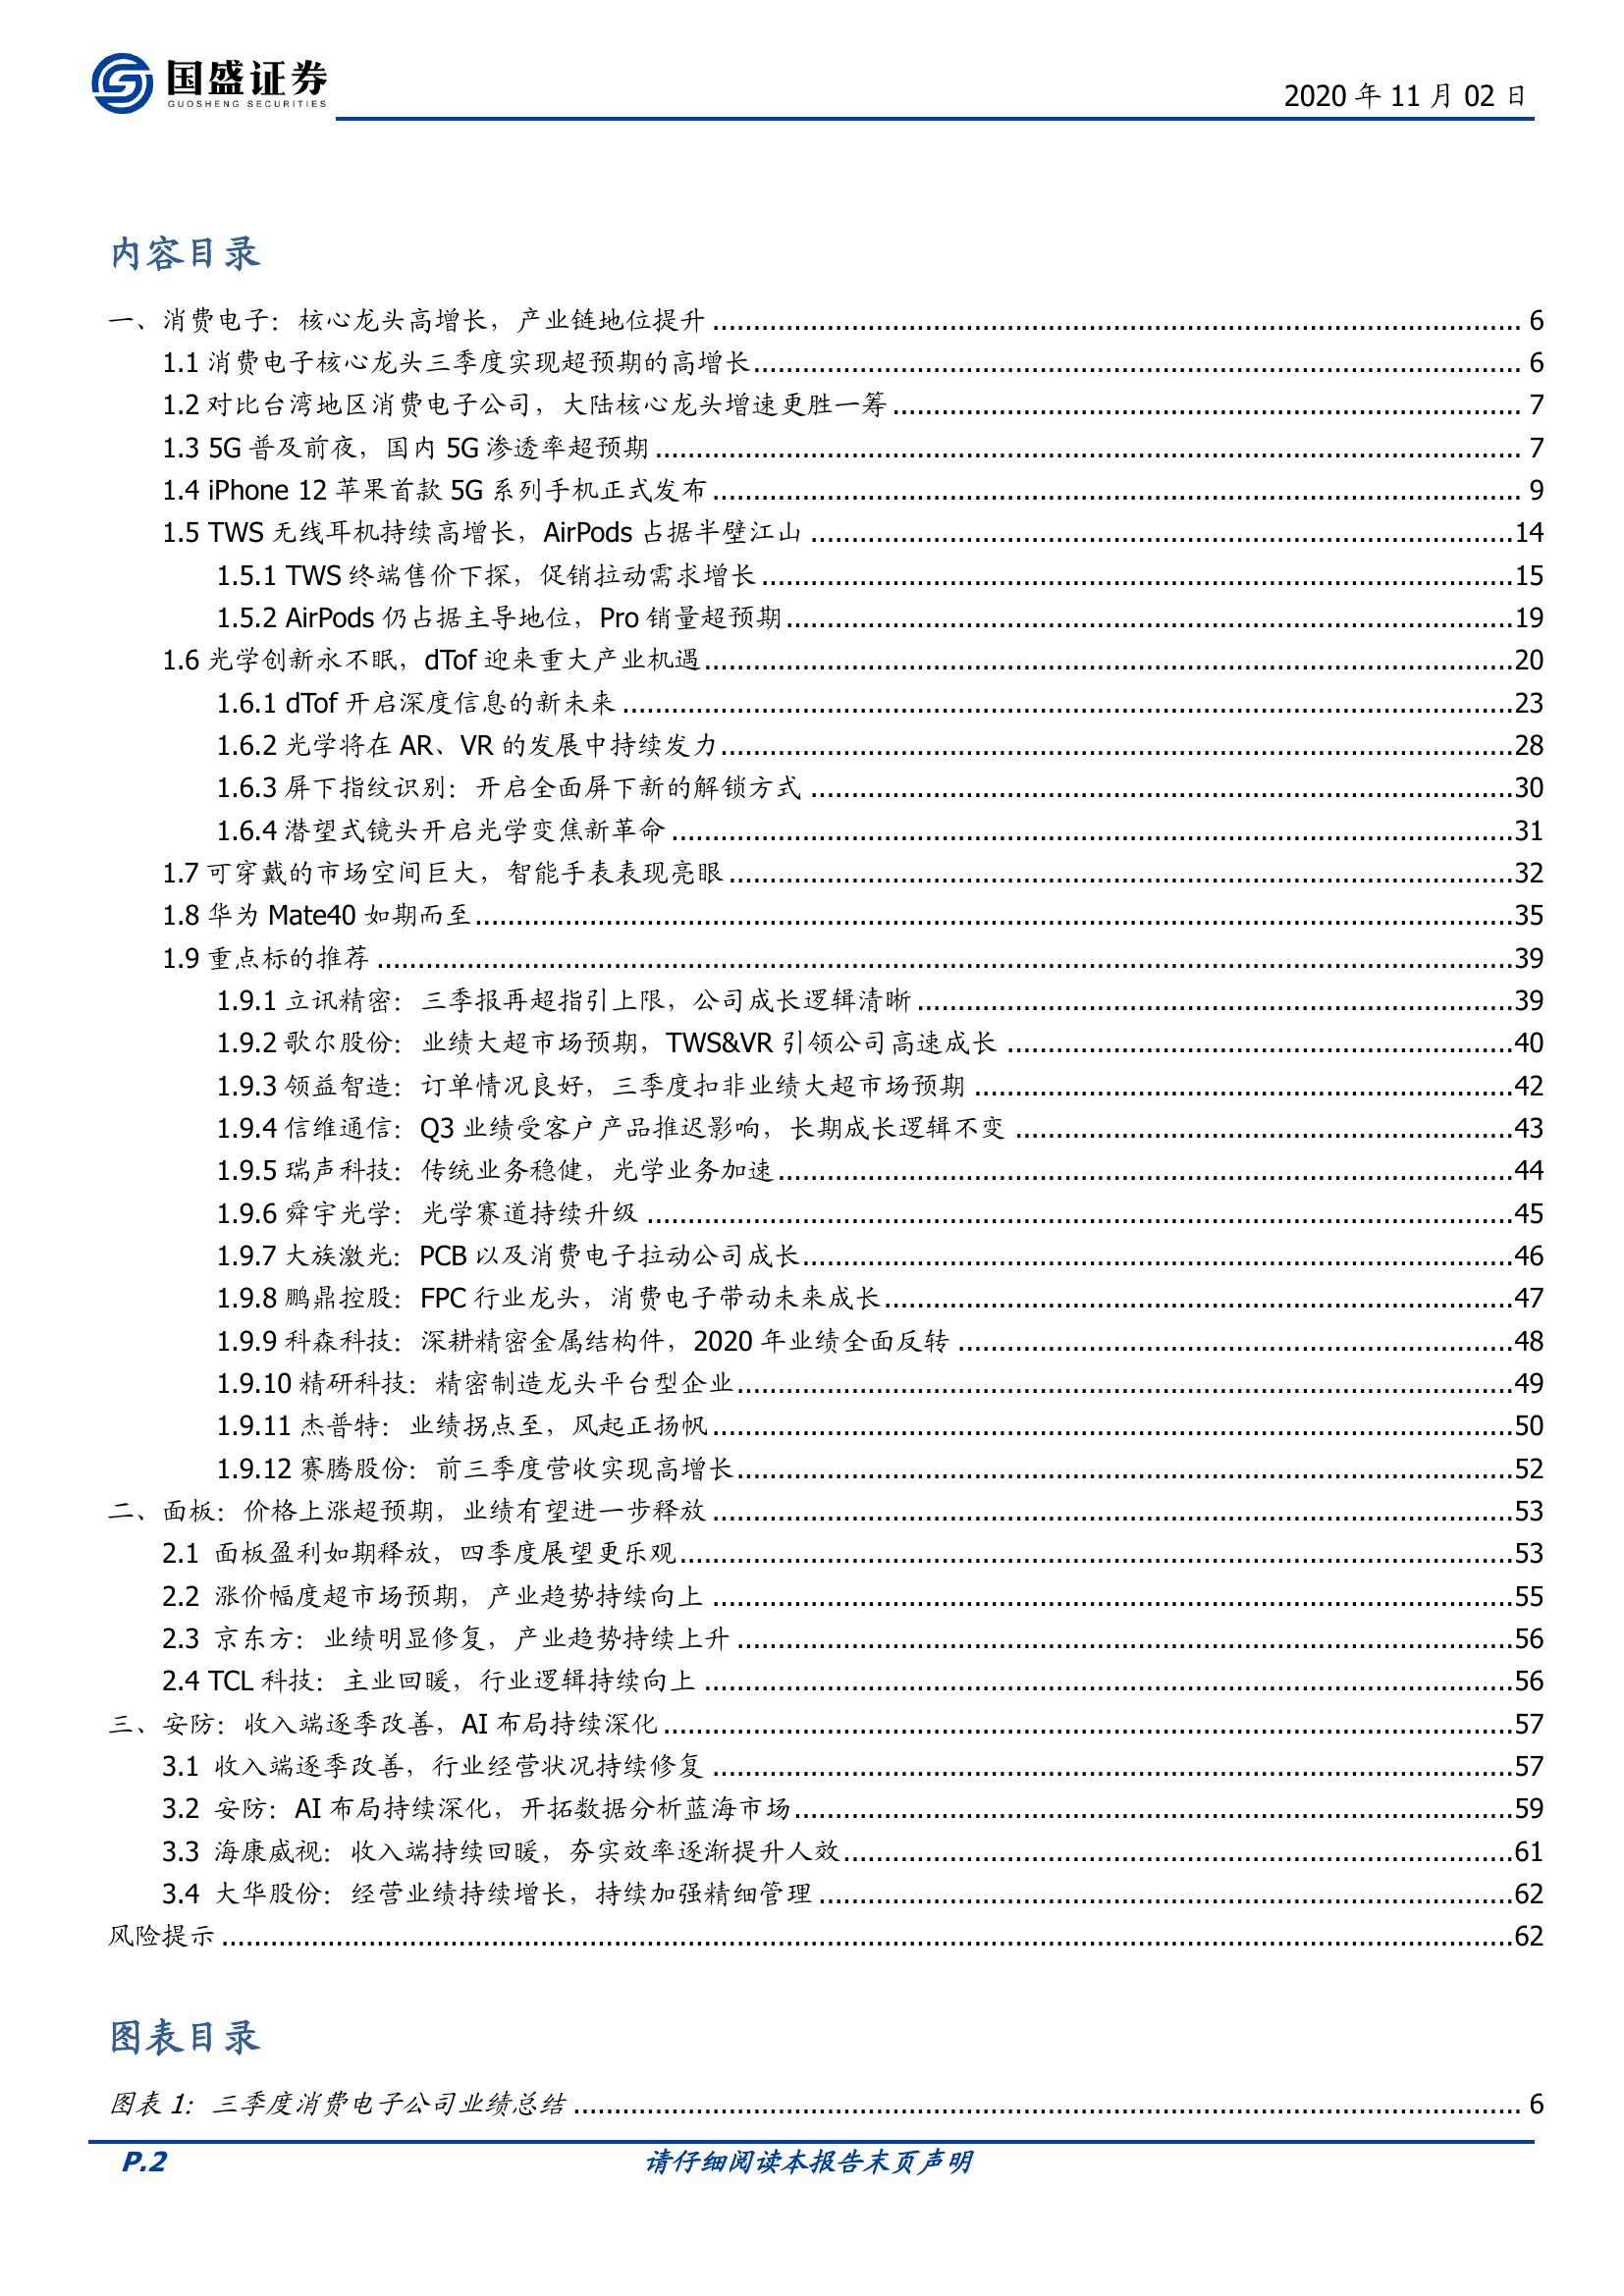 国盛证券
GUOSHENG SECURITIES
2020 年 11 月 02 日
内容目录
一、消费电子：核心龙头高增长，产业链地位提升 6
1.1 消费电子核心龙头三季度实现超预期的高增长 6
1.2 对比台湾地区消费电子公司，大陆核心龙头增速更胜一筹 7
1.3 5G 普及前夜，国内 5G 渗透率超预期 7
1.4 iPhone 12 苹果首款 5G 系列手机正式发布 9
1.5 TWS 无线耳机持续高增长，AirPods 占据半壁江山 14
1.5.1 TWS 终端售价下探，促销拉动需求增长 15
1.5.2 AirPods 仍占据主导地位，Pro 销量超预期 19
1.6 光学创新永不眠，dTof 迎来重大产业机遇 20
1.6.1 dTof 开启深度信息的新未来 23
1.6.2 光学将在 AR、VR 的发展中持续发力 28
1.6.3 屏下指纹识别：开启全面屏下新的解锁方式 30
1.6.4 潜望式镜头开启光学变焦新革命 31
1.7 可穿戴的市场空间巨大，智能手表表现亮眼 32
1.8 华为 Mate40 如期而至 35
1.9 重点标的推荐 39
1.9.1 立讯精密：三季报再超指引上限，公司成长逻辑清晰 39
1.9.2 歌尔股份：业绩大超市场预期，TWS&VR 引领公司高速成长 40
1.9.3 领益智造：订单情况良好，三季度扣非业绩大超市场预期 42
1.9.4 信维通信：Q3 业绩受客户产品推迟影响，长期成长逻辑不变 43
1.9.5 瑞声科技：传统业务稳健，光学业务加速 44
1.9.6 舜宇光学：光学赛道持续升级 45
1.9.7 大族激光：PCB 以及消费电子拉动公司成长 46
1.9.8 鹏鼎控股：FPC 行业龙头，消费电子带动未来成长 47
1.9.9 科森科技：深耕精密金属结构件，2020 年业绩全面反转 48
1.9.10 精研科技：精密制造龙头平台型企业 49
1.9.11 杰普特：业绩拐点至，风起正扬帆 50
1.9.12 赛腾股份：前三季度营收实现高增长 52
二、面板：价格上涨超预期，业绩有望进一步释放 53
2.1 面板盈利如期释放，四季度展望更乐观 53
2.2 涨价幅度超市场预期，产业趋势持续向上 55
2.3 京东方：业绩明显修复，产业趋势持续上升 56
2.4 TCL 科技：主业回暖，行业逻辑持续向上 56
三、安防：收入端逐季改善，AI 布局持续深化 57
3.1 收入端逐季改善，行业经营状况持续修复 57
3.2 安防：AI 布局持续深化，开拓数据分析蓝海市场 59
3.3 海康威视：收入端持续回暖，夯实效率逐渐提升人效 61
3.4 大华股份：经营业绩持续增长，持续加强精细管理 62
风险提示 62
图表目录
图表 1：三季度消费电子公司业绩总结 6
P.2 请仔细阅读本报告末页声明